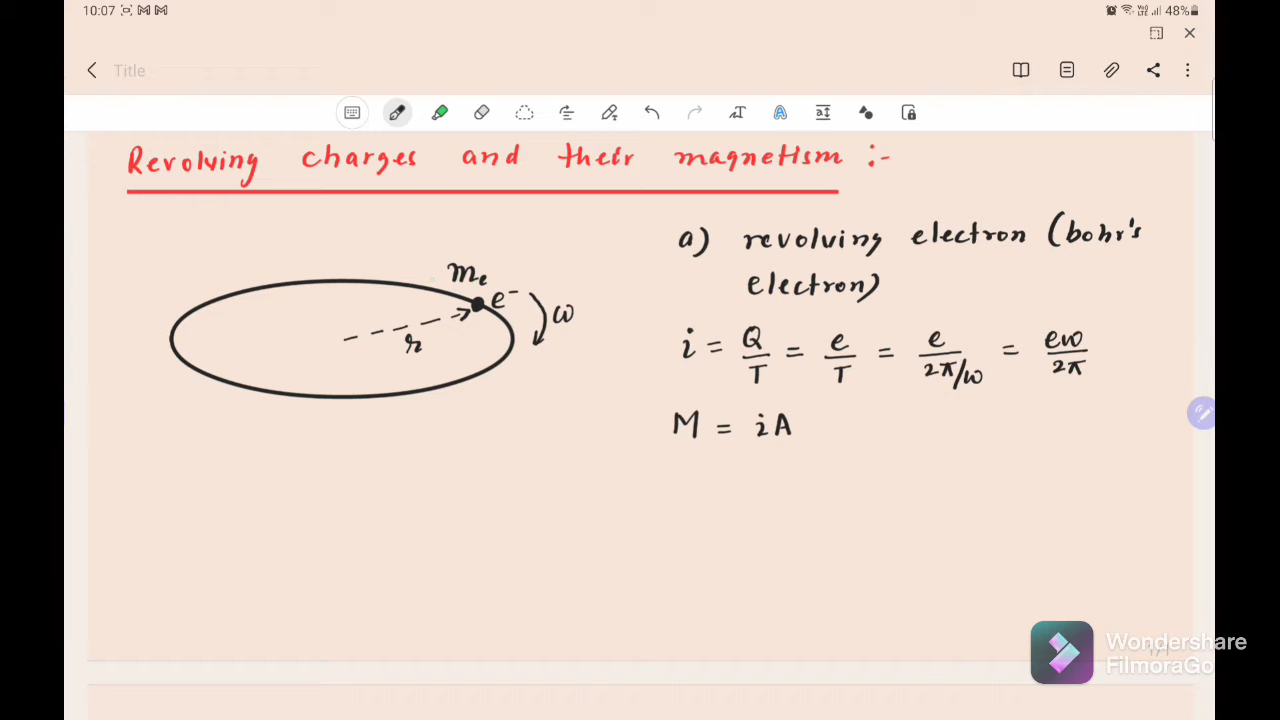 10:07 48%
Title
Revolving charges and their magnetism :-
a) revolving electron (bohr's
electron)
me
e⁻
ω
r
i = Q/T = e/T = e/2π/ω = eω/2π
M = iA
Wondershare
FilmoraGo